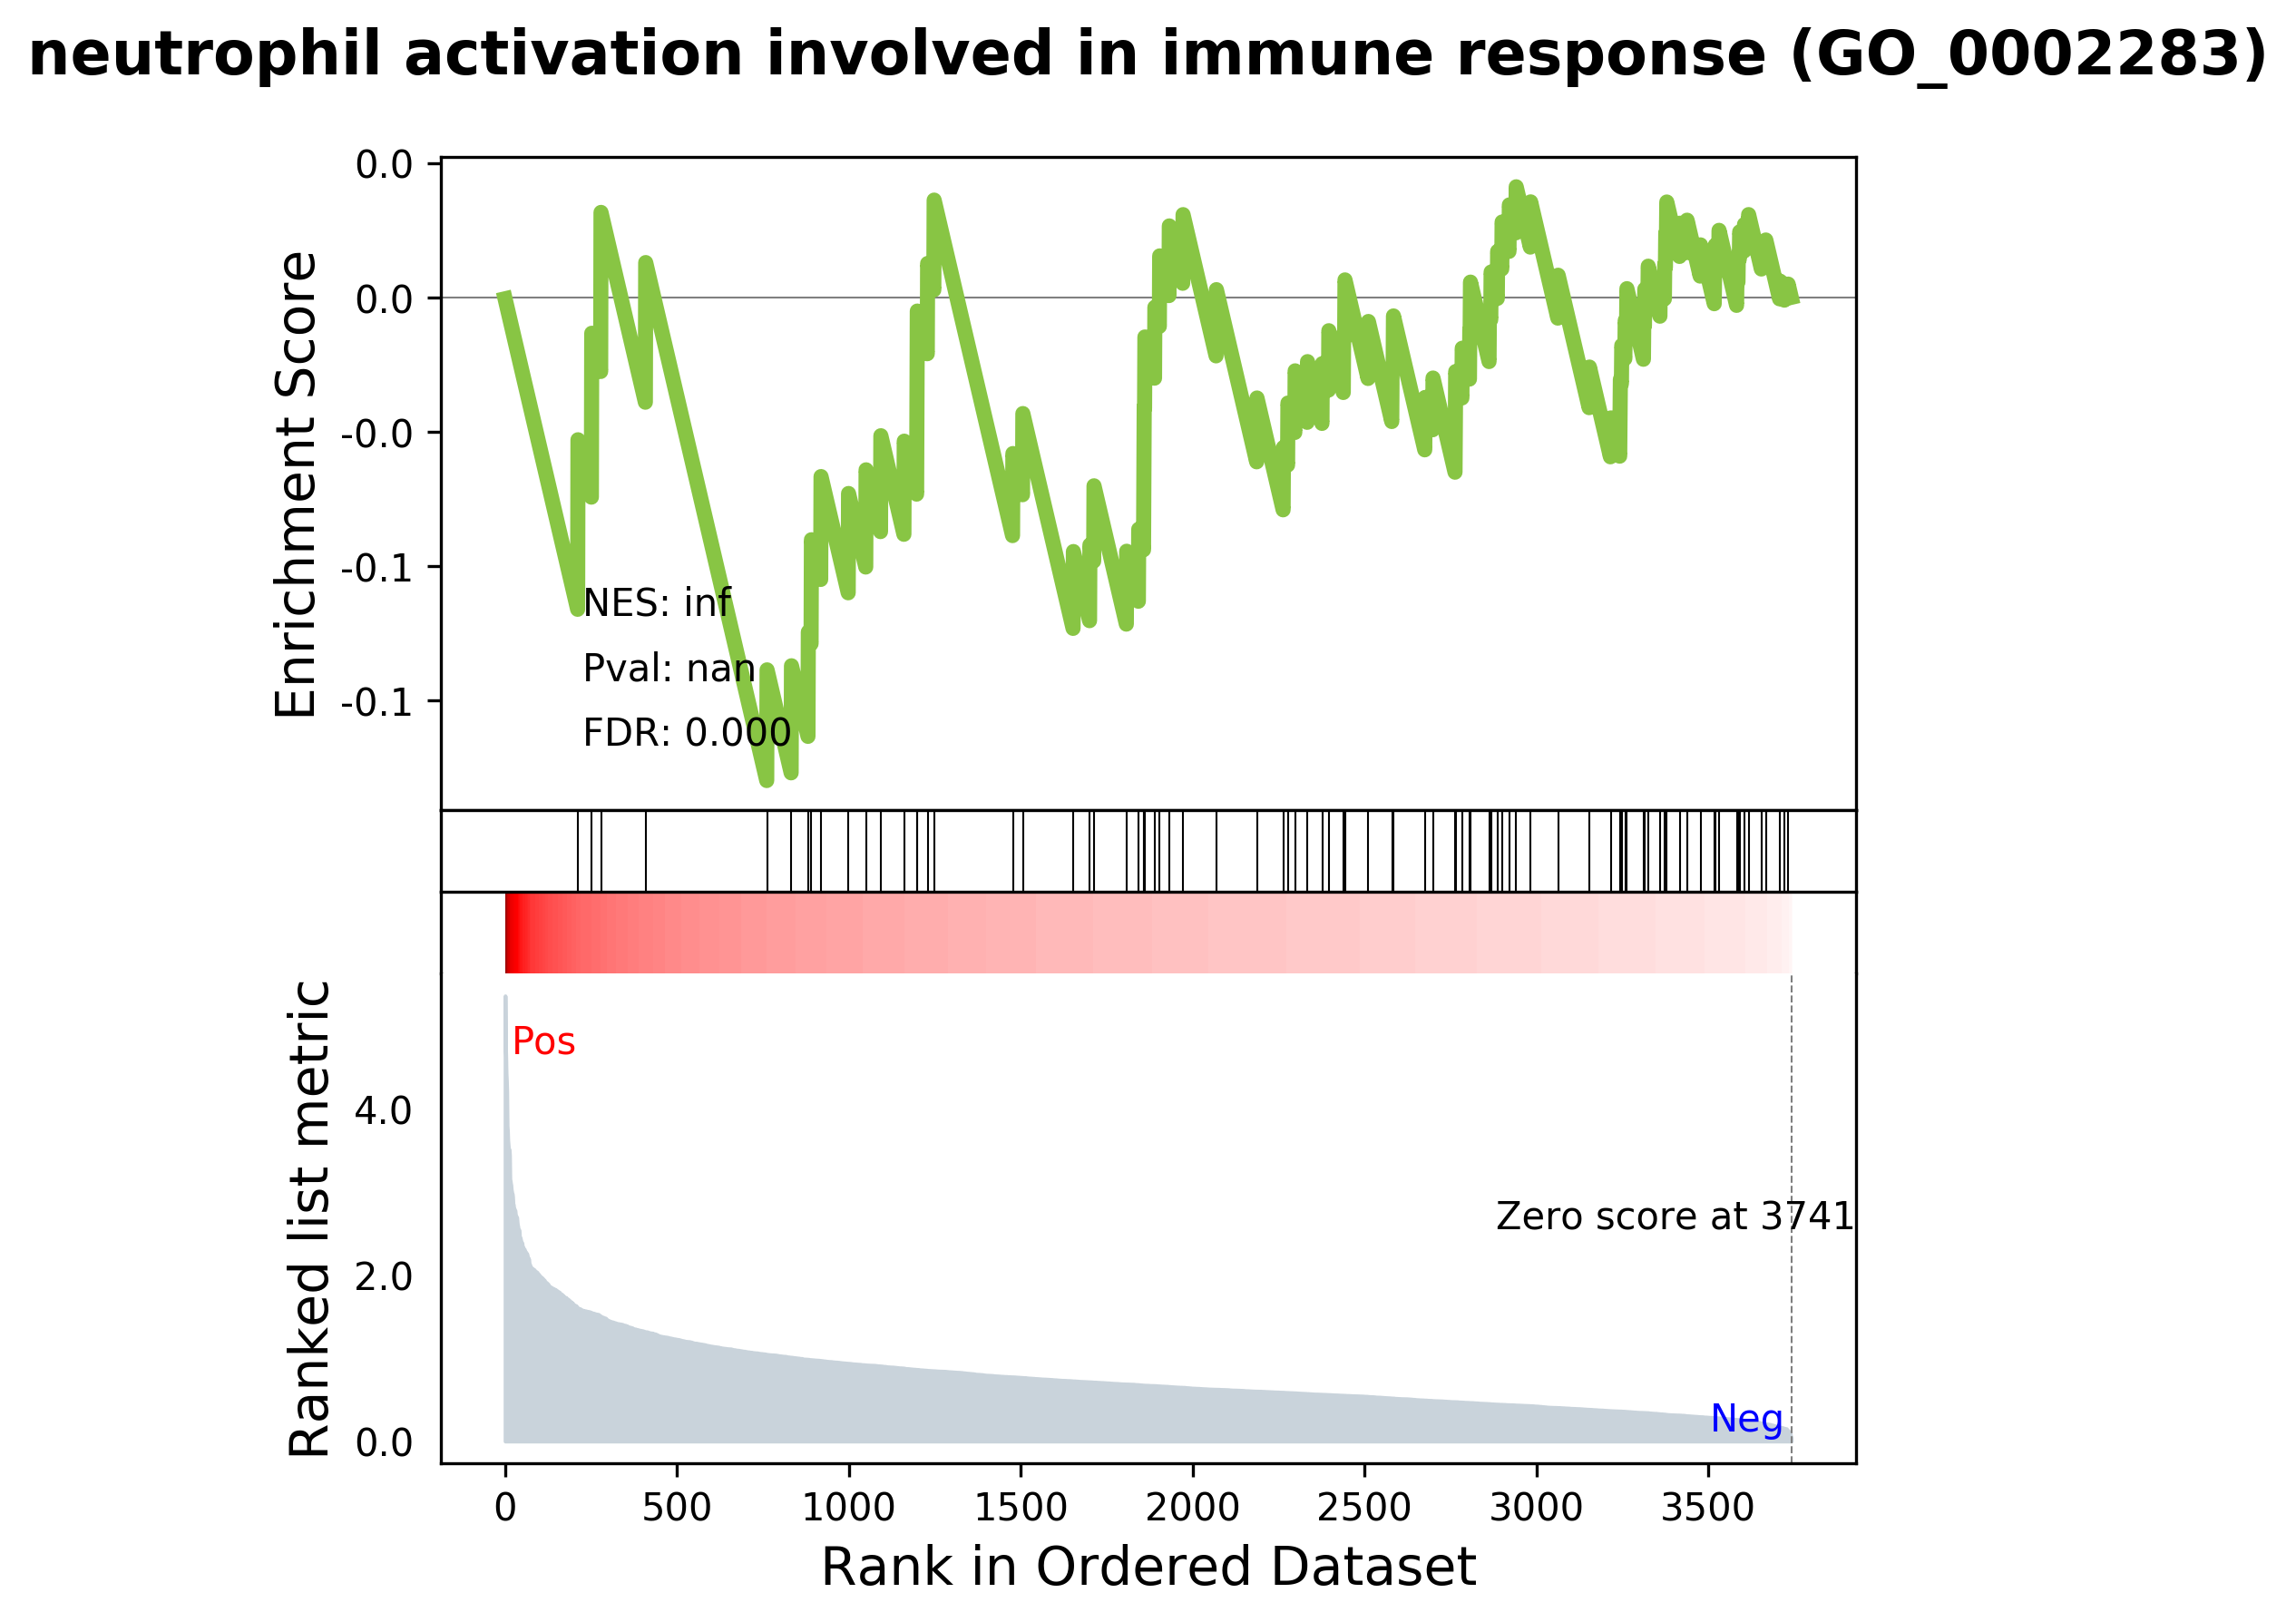 neutrophil activation involved in immune response (GO_0002283)
Enrichment Score
0.0
0.0
-0.0
-0.1
-0.1
NES: inf
Pval: nan
FDR: 0.000
Ranked list metric
Pos
4.0
2.0
0.0
Zero score at 3741
Neg
0 500 1000 1500 2000 2500 3000 3500
Rank in Ordered Dataset